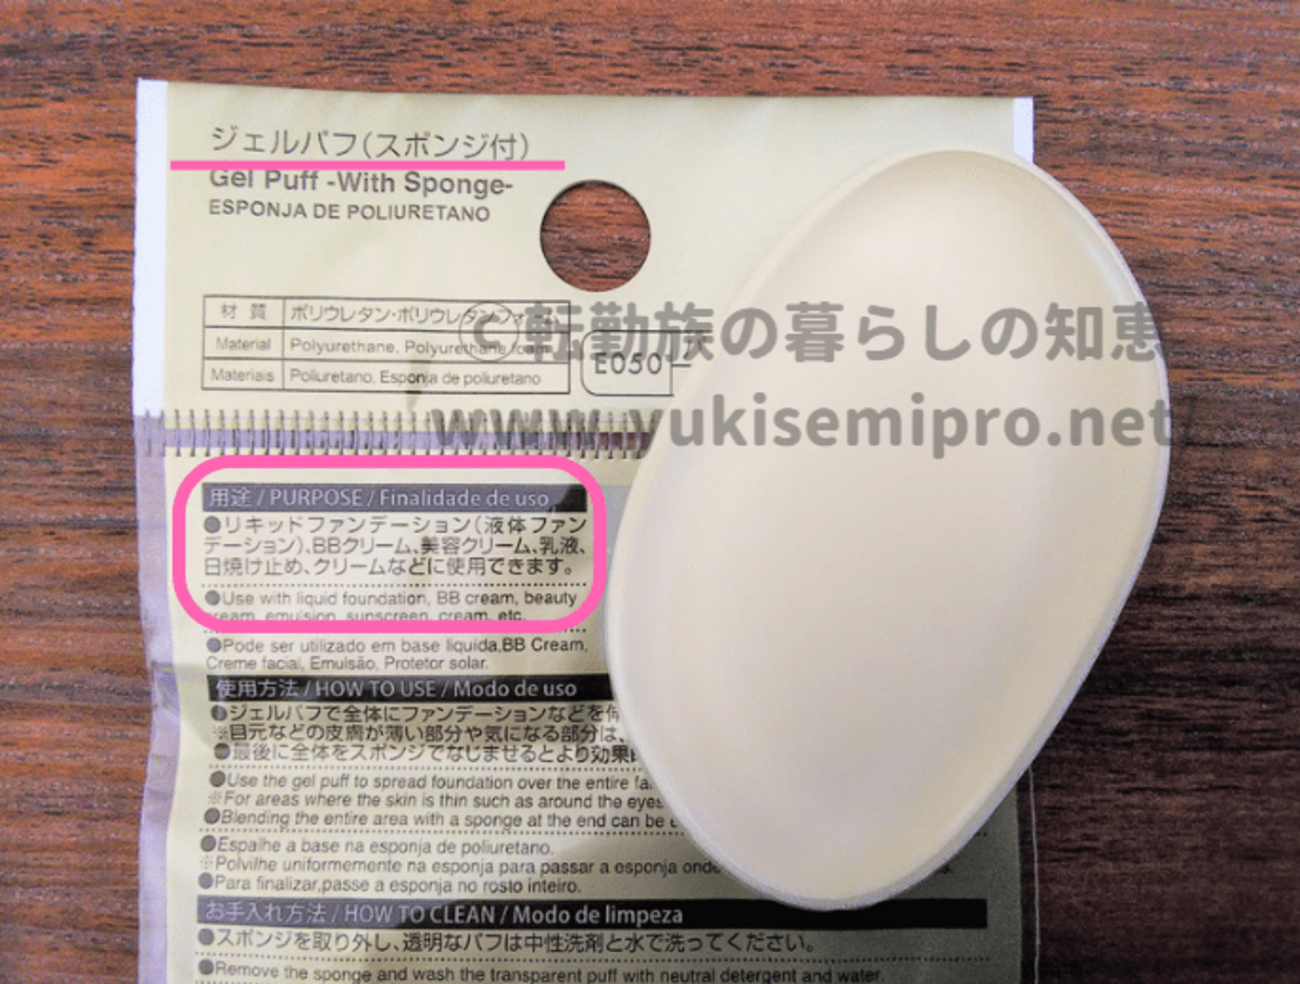 ジェルパフ（スポンジ付）
Gel Puff -With Sponge-
ESPONJA DE POLIURETANO
材質 ポリウレタン・ポリウレタンフォーム
Material Polyurethane, Polyurethane foam
Materiais Poliuretano, Esponja de poliuretano
E050
©転勤族の暮らしの知恵
www.yukisemipro.net/
用途 / PURPOSE / Finalidade de uso
●リキッドファンデーション（液体ファン
デーション）、BBクリーム、美容クリーム、乳液、
日焼け止め、クリームなどに使用できます。
●Use with liquid foundation, BB cream, beauty
cream, emulsion, sunscreen, cream, etc.
●Pode ser utilizado em base liquida,BB Cream,
Creme facial, Emulsão, Protetor solar.
使用方法 / HOW TO USE / Modo de uso
●ジェルパフで全体にファンデーションなどを伸
※目元などの皮膚が薄い部分や気になる部分は、
●最後に全体をスポンジでなじませるとより効果
●Use the gel puff to spread foundation over the entire
※For areas where the skin is thin such as around the eyes
●Blending the entire area with a sponge at the end can be
●Espalhe a base na esponja de poliuretano.
※Polvilhe uniformemente na esponja para passar a esponja
●Para finalizar,passe a esponja no rosto inteiro.
お手入れ方法 / HOW TO CLEAN / Modo de limpeza
●スポンジを取り外し、透明なパフは中性洗剤と水で洗ってください。
●Remove the sponge and wash the transparent puff with neutral detergent and water.